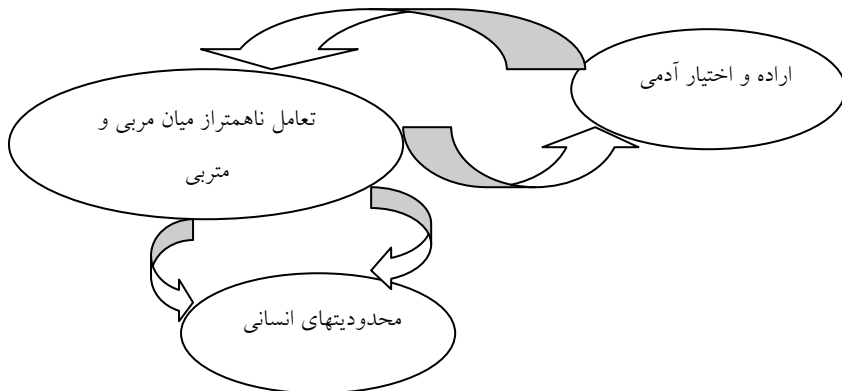 اراده و اختیار آدمی
تعامل ناهمتراز میان مربی و
متربی
محدودیتهای انسانی